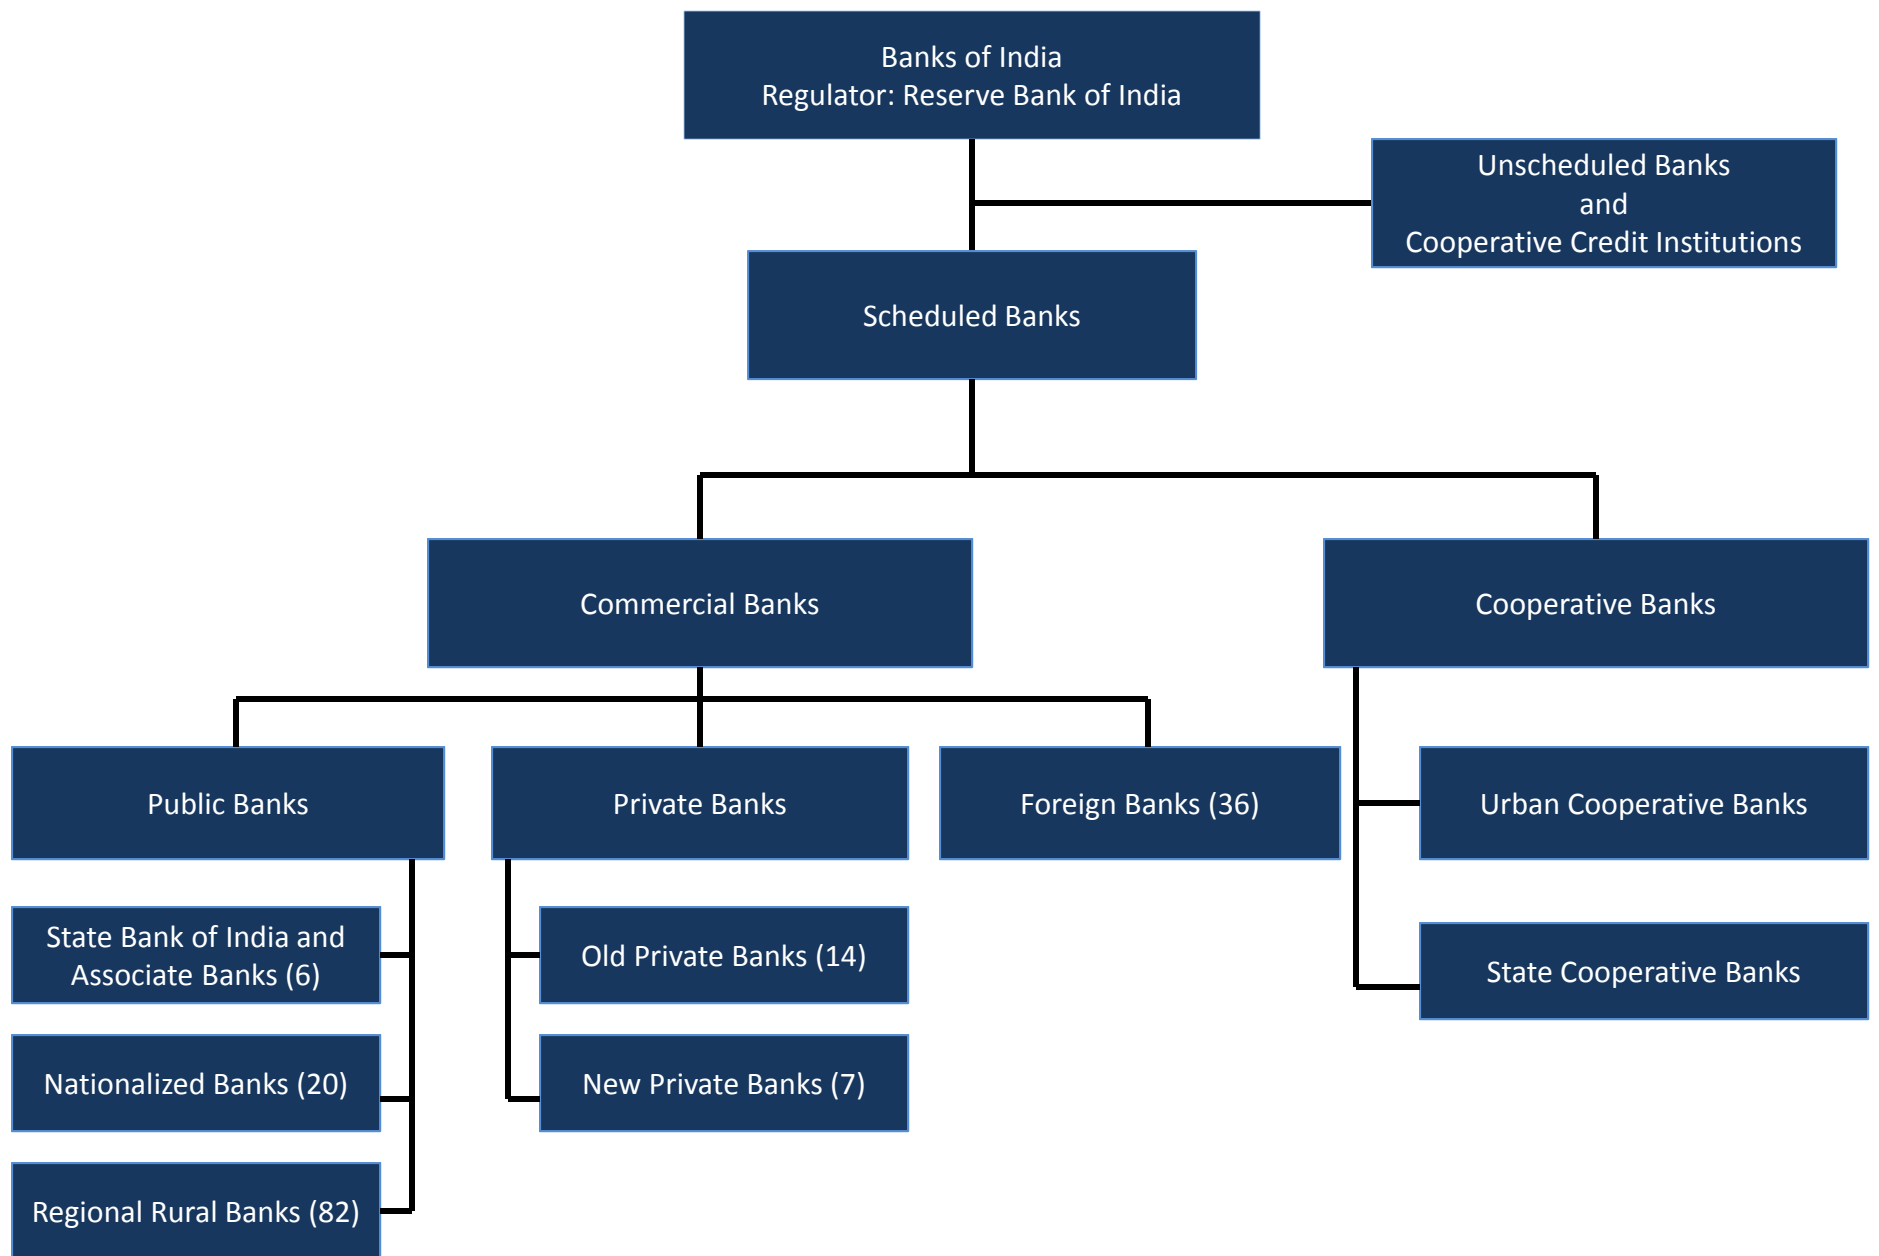 Banks of India
Regulator: Reserve Bank of India
Unscheduled Banks
and
Cooperative Credit Institutions
Scheduled Banks
Commercial Banks
Cooperative Banks
Public Banks
Private Banks
Foreign Banks (36)
Urban Cooperative Banks
State Bank of India and
Associate Banks (6)
Old Private Banks (14)
State Cooperative Banks
Nationalized Banks (20)
New Private Banks (7)
Regional Rural Banks (82)